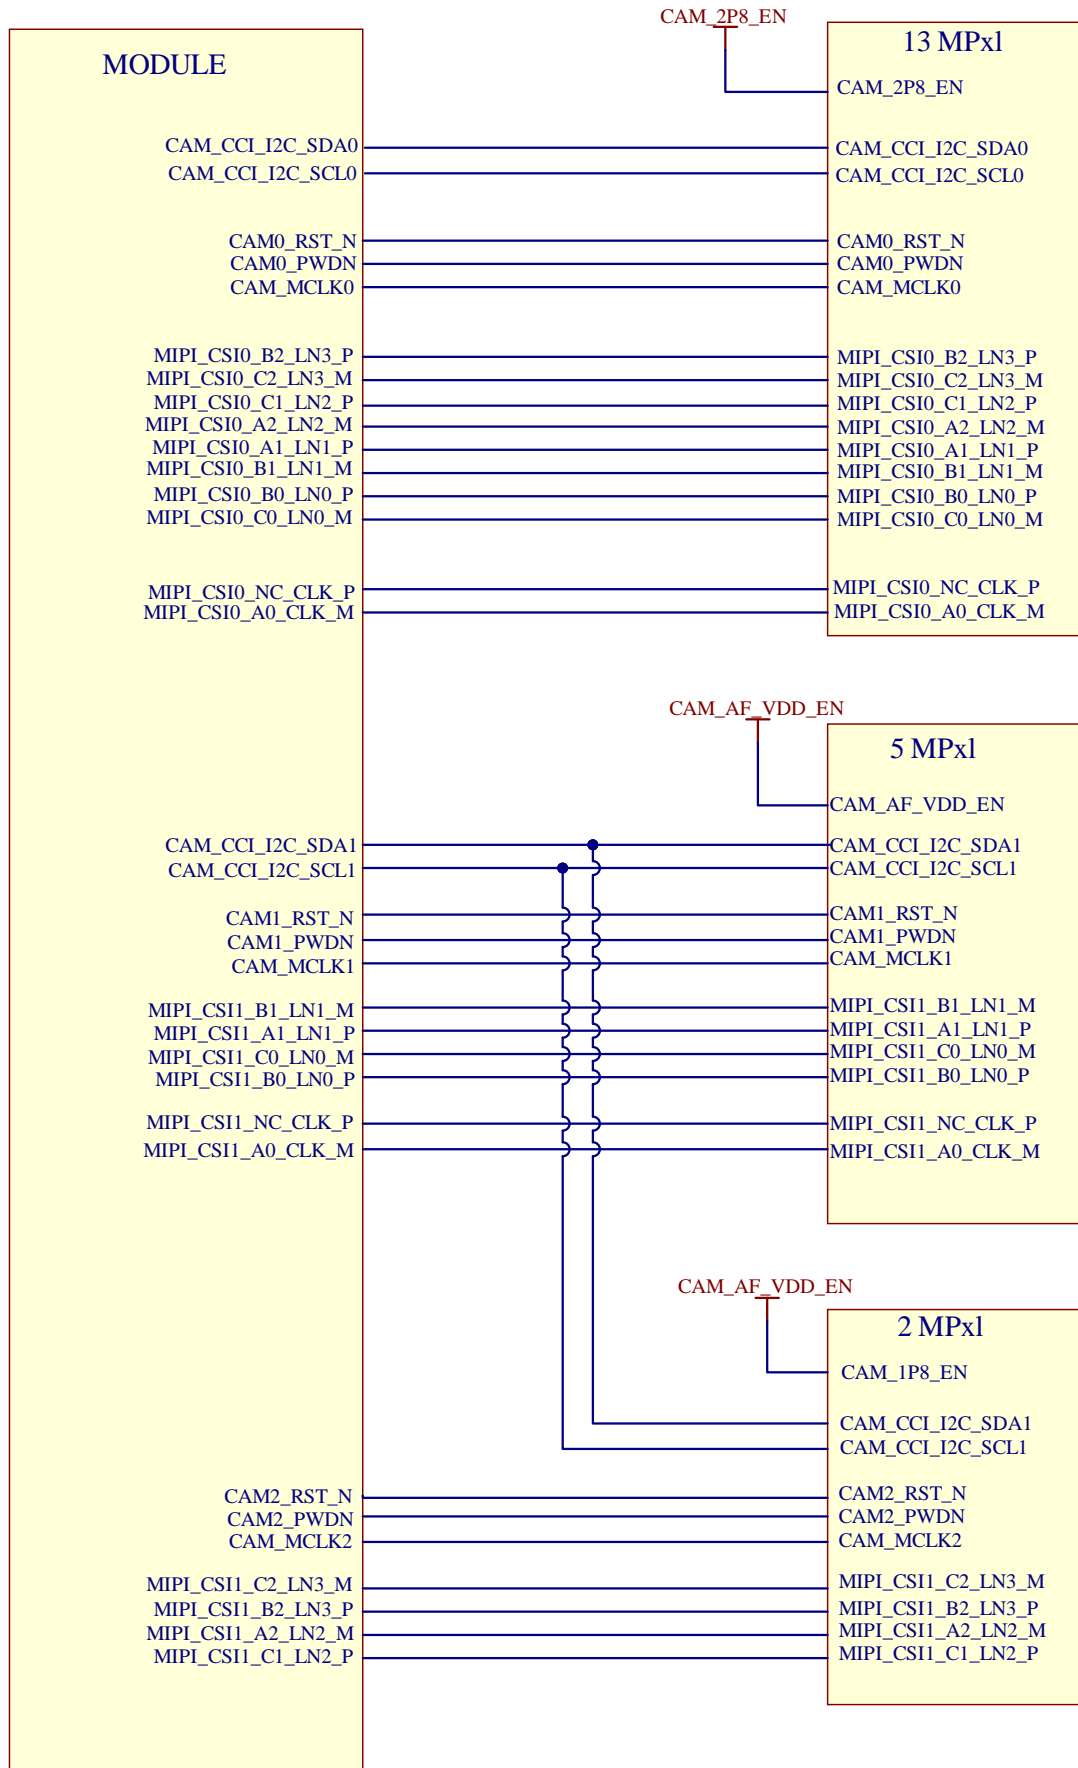 CAM_2P8_EN
MODULE
13 MPxl
CAM_2P8_EN
CAM_CCI_I2C_SDA0 CAM_CCI_I2C_SDA0
CAM_CCI_I2C_SCL0 CAM_CCI_I2C_SCL0
CAM0_RST_N CAM0_RST_N
CAM0_PWDN CAM0_PWDN
CAM_MCLK0 CAM_MCLK0
MIPI_CSI0_B2_LN3_P MIPI_CSI0_B2_LN3_P
MIPI_CSI0_C2_LN3_M MIPI_CSI0_C2_LN3_M
MIPI_CSI0_C1_LN2_P MIPI_CSI0_C1_LN2_P
MIPI_CSI0_A2_LN2_M MIPI_CSI0_A2_LN2_M
MIPI_CSI0_A1_LN1_P MIPI_CSI0_A1_LN1_P
MIPI_CSI0_B1_LN1_M MIPI_CSI0_B1_LN1_M
MIPI_CSI0_B0_LN0_P MIPI_CSI0_B0_LN0_P
MIPI_CSI0_C0_LN0_M MIPI_CSI0_C0_LN0_M
MIPI_CSI0_NC_CLK_P MIPI_CSI0_NC_CLK_P
MIPI_CSI0_A0_CLK_M MIPI_CSI0_A0_CLK_M
CAM_AF_VDD_EN
5 MPxl
CAM_AF_VDD_EN
CAM_CCI_I2C_SDA1 CAM_CCI_I2C_SDA1
CAM_CCI_I2C_SCL1 CAM_CCI_I2C_SCL1
CAM1_RST_N CAM1_RST_N
CAM1_PWDN CAM1_PWDN
CAM_MCLK1 CAM_MCLK1
MIPI_CSI1_B1_LN1_M MIPI_CSI1_B1_LN1_M
MIPI_CSI1_A1_LN1_P MIPI_CSI1_A1_LN1_P
MIPI_CSI1_C0_LN0_M MIPI_CSI1_C0_LN0_M
MIPI_CSI1_B0_LN0_P MIPI_CSI1_B0_LN0_P
MIPI_CSI1_NC_CLK_P MIPI_CSI1_NC_CLK_P
MIPI_CSI1_A0_CLK_M MIPI_CSI1_A0_CLK_M
CAM_AF_VDD_EN
2 MPxl
CAM_1P8_EN
CAM_CCI_I2C_SDA1
CAM_CCI_I2C_SCL1
CAM2_RST_N CAM2_RST_N
CAM2_PWDN CAM2_PWDN
CAM_MCLK2 CAM_MCLK2
MIPI_CSI1_C2_LN3_M MIPI_CSI1_C2_LN3_M
MIPI_CSI1_B2_LN3_P MIPI_CSI1_B2_LN3_P
MIPI_CSI1_A2_LN2_M MIPI_CSI1_A2_LN2_M
MIPI_CSI1_C1_LN2_P MIPI_CSI1_C1_LN2_P